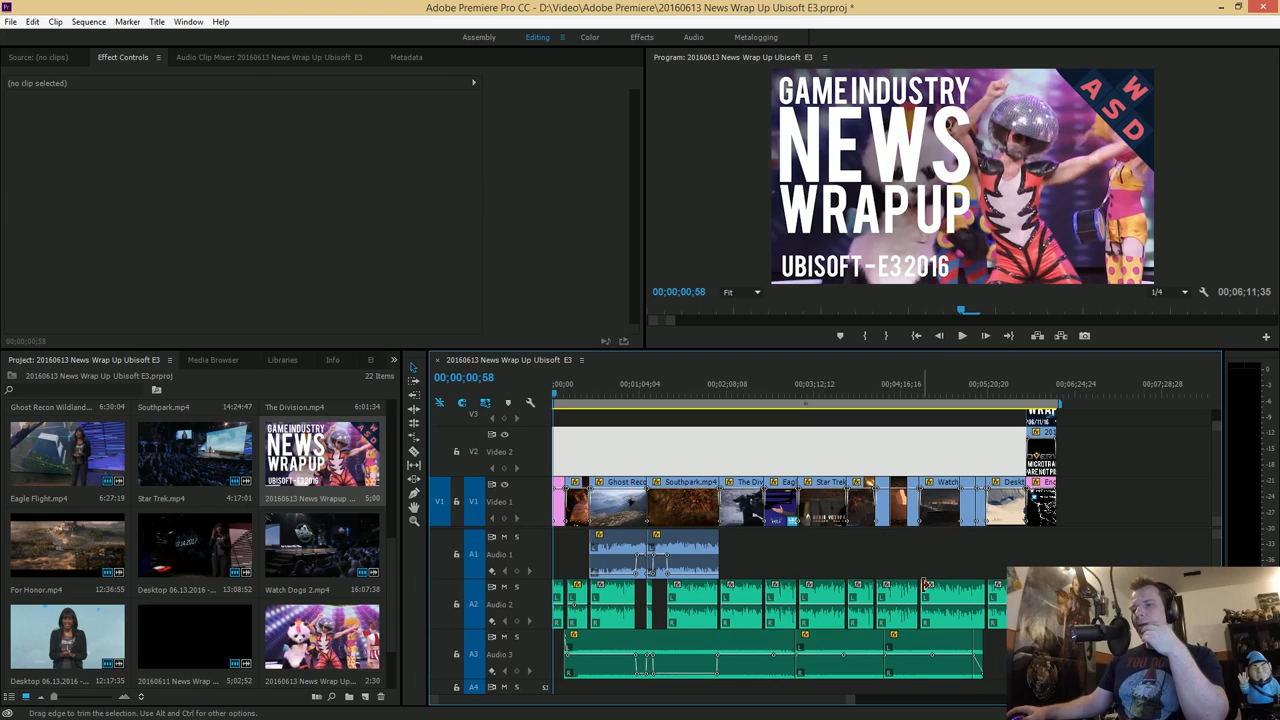 Adobe Premiere Pro CC - D:\Video\Adobe Premiere\20160613 News Wrap Up Ubisoft E3.prproj *
File Edit Clip Sequence Marker Title Window Help
Assembly Editing Color Effects Audio Metalogging
Source: (no clips) Effect Controls Audio Clip Mixer: 20160613 News Wrap Up Ubisoft E3 Metadata
(no clip selected)
00;00;00;58
Program: 20160613 News Wrap Up Ubisoft E3
GAME INDUSTRY
NEWS
WRAP UP
UBISOFT - E3 2016
W
A S D
00;00;00;58 Fit 1/4 00;06;11;35
Project: 20160613 News Wrap Up Ubisoft E3 Media Browser Libraries Info
20160613 News Wrap Up Ubisoft E3.prproj 22 Items
Ghost Recon Wildland... 6:30:04 Southpark.mp4 14:24:47 The Division.mp4 6:01:34
Eagle Flight.mp4 6:27:19 Star Trek.mp4 4:17:01 20160613 News Wrapup ... 5;00
For Honor.mp4 12:36:55 Desktop 06.13.2016 -... 13:08:52 Watch Dogs 2.mp4 16:07:38
Desktop 06.13.2016 -... 12:17:17 20160611 News ... 5;02;52 20160613 News Wrap Up Ub...
20160613 News Wrap Up Ubisoft E3
00;00;00;58
;00;00 00;01;04;04 00;02;08;08 00;03;12;12 00;04;16;16 00;05;20;20 00;06;24;24 00;07;28;28
V3
V2 Video 2
V1 V1 Video 1
Ghost Reco Southpark.mp4 The Div Eagl Star Trek Watch Deskt
A1 Audio 1
A2 Audio 2
A3 Audio 3
A4
Drag edge to trim the selection. Use Alt and Ctrl for other options.